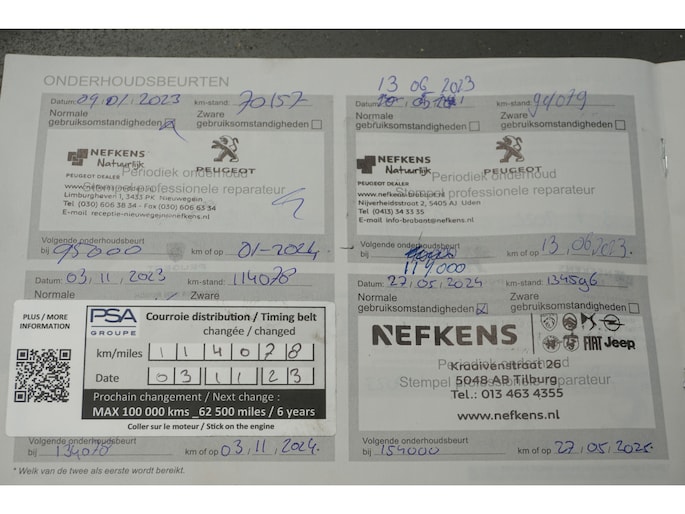 ONDERHOUDSBEURTEN
Datum: 09.01.2023 km-stand: 70157
Normale gebruiksomstandigheden
Zware gebruiksomstandigheden
NEFKENS
Natuurlijk
PEUGEOT
PEUGEOT DEALER
Periodiek onderhoud
Stempel professionele reparateur
Limburgheven 1, 3433 PK Nieuwegein
Tel (030) 606 38 34 - Fax (030) 606 63 34
E-mail receptie-nieuwegein@nefkens.nl
Volgende onderhoudsbeurt
bij 95000 km of op 01-2024
13 06 2023
Datum: km-stand: 94079
Normale gebruiksomstandigheden
Zware gebruiksomstandigheden
NEFKENS
Natuurlijk
PEUGEOT
PEUGEOT DEALER
Periodiek onderhoud
Stempel professionele reparateur
Nijverheidsstraat 2, 5405 AJ Uden
Tel (0413) 34 33 35
E-mail info-brabant@nefkens.nl
Volgende onderhoudsbeurt
bij 119000 km of op 13.06.2023.
Datum: 03.11.2023 km-stand: 114078
Normale
Zware
PLUS / MORE
INFORMATION
PSA
GROUPE
Courroie distribution / Timing belt
changée / changed
km/miles 114078
Date 03 11 23
Prochain changement / Next change :
MAX 100 000 kms _62 500 miles / 6 years
Coller sur le moteur / Stick on the engine
Volgende onderhoudsbeurt
bij 134078 km of op 03.11.2024.
Datum: 27.05.2024 km-stand: 134596
Normale gebruiksomstandigheden
Zware gebruiksomstandigheden
NEFKENS
FIAT Jeep
Periodiek onderhoud
Stempel professionele reparateur
Kraaivenstraat 26
5048 AB Tilburg
Tel.: 013 463 4355
www.nefkens.nl
Volgende onderhoudsbeurt
bij 154000 km of op 27.05.2025.
* Welk van de twee als eerste wordt bereikt.